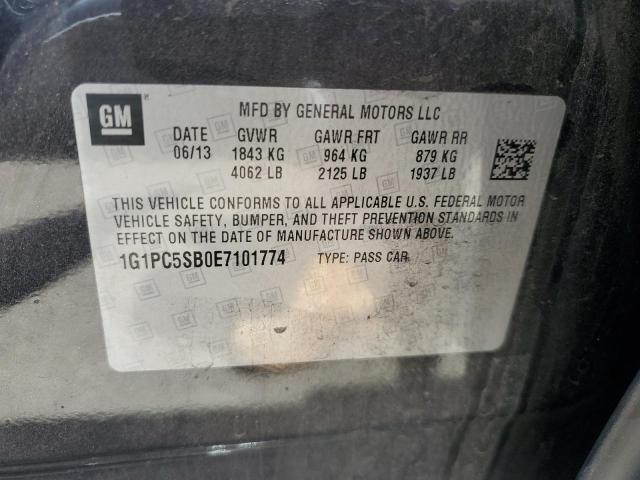 GM
MFD BY GENERAL MOTORS LLC
DATE GVWR GAWR FRT GAWR RR
06/13 1843 KG 964 KG 879 KG
4062 LB 2125 LB 1937 LB
THIS VEHICLE CONFORMS TO ALL APPLICABLE U.S. FEDERAL MOTOR
VEHICLE SAFETY, BUMPER, AND THEFT PREVENTION STANDARDS IN
EFFECT ON THE DATE OF MANUFACTURE SHOWN ABOVE.
1G1PC5SB0E7101774 TYPE: PASS CAR